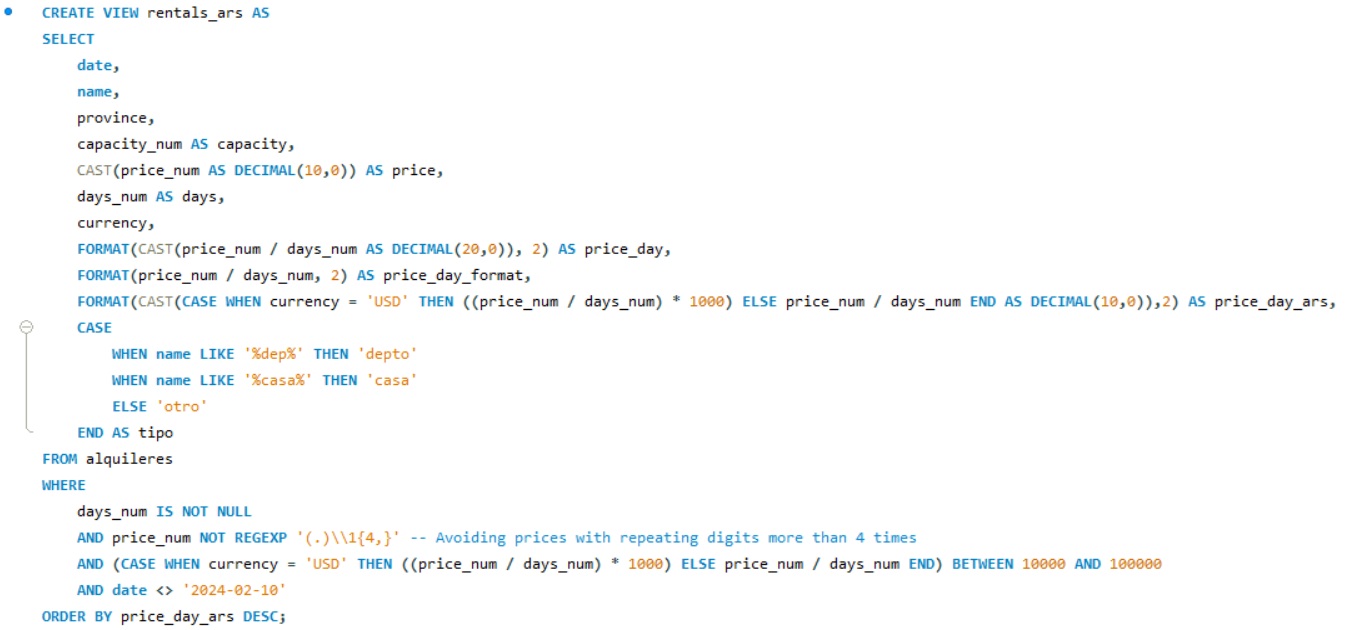 CREATE VIEW rentals_ars AS
SELECT
    date,
    name,
    province,
    capacity_num AS capacity,
    CAST(price_num AS DECIMAL(10,0)) AS price,
    days_num AS days,
    currency,
    FORMAT(CAST(price_num / days_num AS DECIMAL(20,0)), 2) AS price_day,
    FORMAT(price_num / days_num, 2) AS price_day_format,
    FORMAT(CAST(CASE WHEN currency = 'USD' THEN ((price_num / days_num) * 1000) ELSE price_num / days_num END AS DECIMAL(10,0)),2) AS price_day_ars,
    CASE
        WHEN name LIKE '%dep%' THEN 'depto'
        WHEN name LIKE '%casa%' THEN 'casa'
        ELSE 'otro'
    END AS tipo
FROM alquileres
WHERE
    days_num IS NOT NULL
    AND price_num NOT REGEXP '(.)\\1{4,}' -- Avoiding prices with repeating digits more than 4 times
    AND (CASE WHEN currency = 'USD' THEN ((price_num / days_num) * 1000) ELSE price_num / days_num END) BETWEEN 10000 AND 100000
    AND date <> '2024-02-10'
ORDER BY price_day_ars DESC;